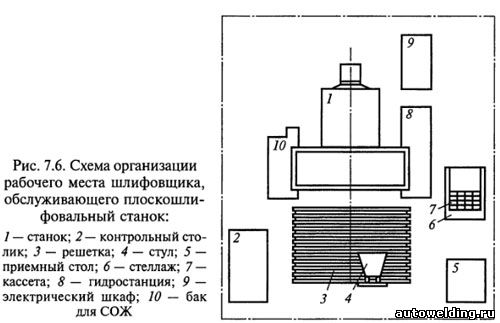 Рис. 7.6. Схема организации
рабочего места шлифовщика,
обслуживающего плоскошли-
фовальный станок:
1 — станок; 2 — контрольный сто-
лик; 3 — решетка; 4 — стул; 5 —
приемный стол; 6 — стеллаж; 7 —
кассета; 8 — гидростанция; 9 —
электрический шкаф; 10 — бак
для СОЖ
9
1
8
10
7
6
2
5
3
4
autowelding.ru